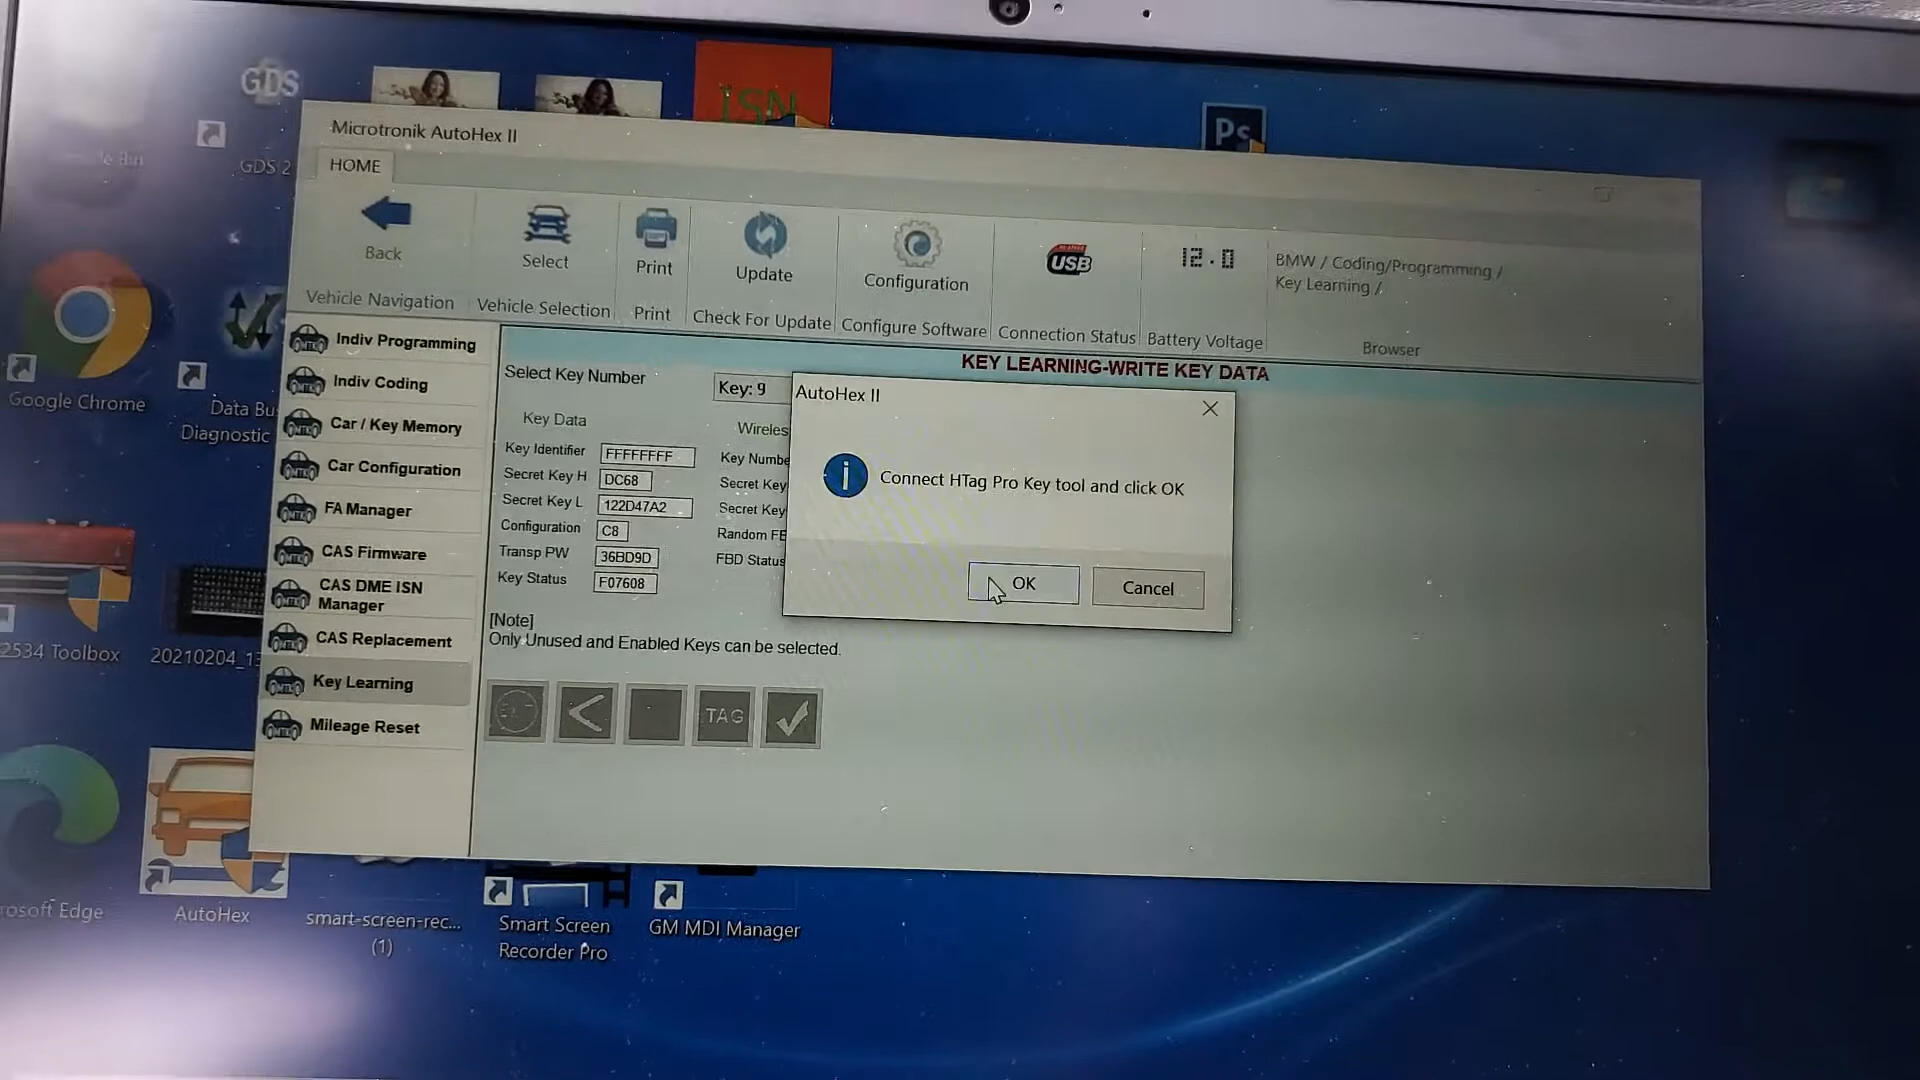 GDS
GDS 2
ISN
Ps
Microtronik AutoHex II
HOME
Back
Select
Print
Update
Configuration
USB
12.0
BMW / Coding/Programming /
Key Learning /
Vehicle Navigation
Vehicle Selection
Print
Check For Update
Configure Software
Connection Status
Battery Voltage
Browser
Indiv Programming
Indiv Coding
Car / Key Memory
Car Configuration
FA Manager
CAS Firmware
CAS DME ISN
Manager
CAS Replacement
Key Learning
Mileage Reset
KEY LEARNING-WRITE KEY DATA
Select Key Number
Key: 9
Key Data
Wireles
Key Identifier
FFFFFFFF
Key Numbe
Secret Key H
DC68
Secret Key
Secret Key L
122D47A2
Secret Key
Configuration
C8
Random FE
Transp PW
36BD9D
FBD Status
Key Status
F07608
[Note]
Only Unused and Enabled Keys can be selected.
TAG
AutoHex II
Connect HTag Pro Key tool and click OK
OK
Cancel
Google Chrome
Data Bu
Diagnostic
2534 Toolbox
20210204_1
rosoft Edge
AutoHex
smart-screen-rec...
(1)
Smart Screen
Recorder Pro
GM MDI Manager